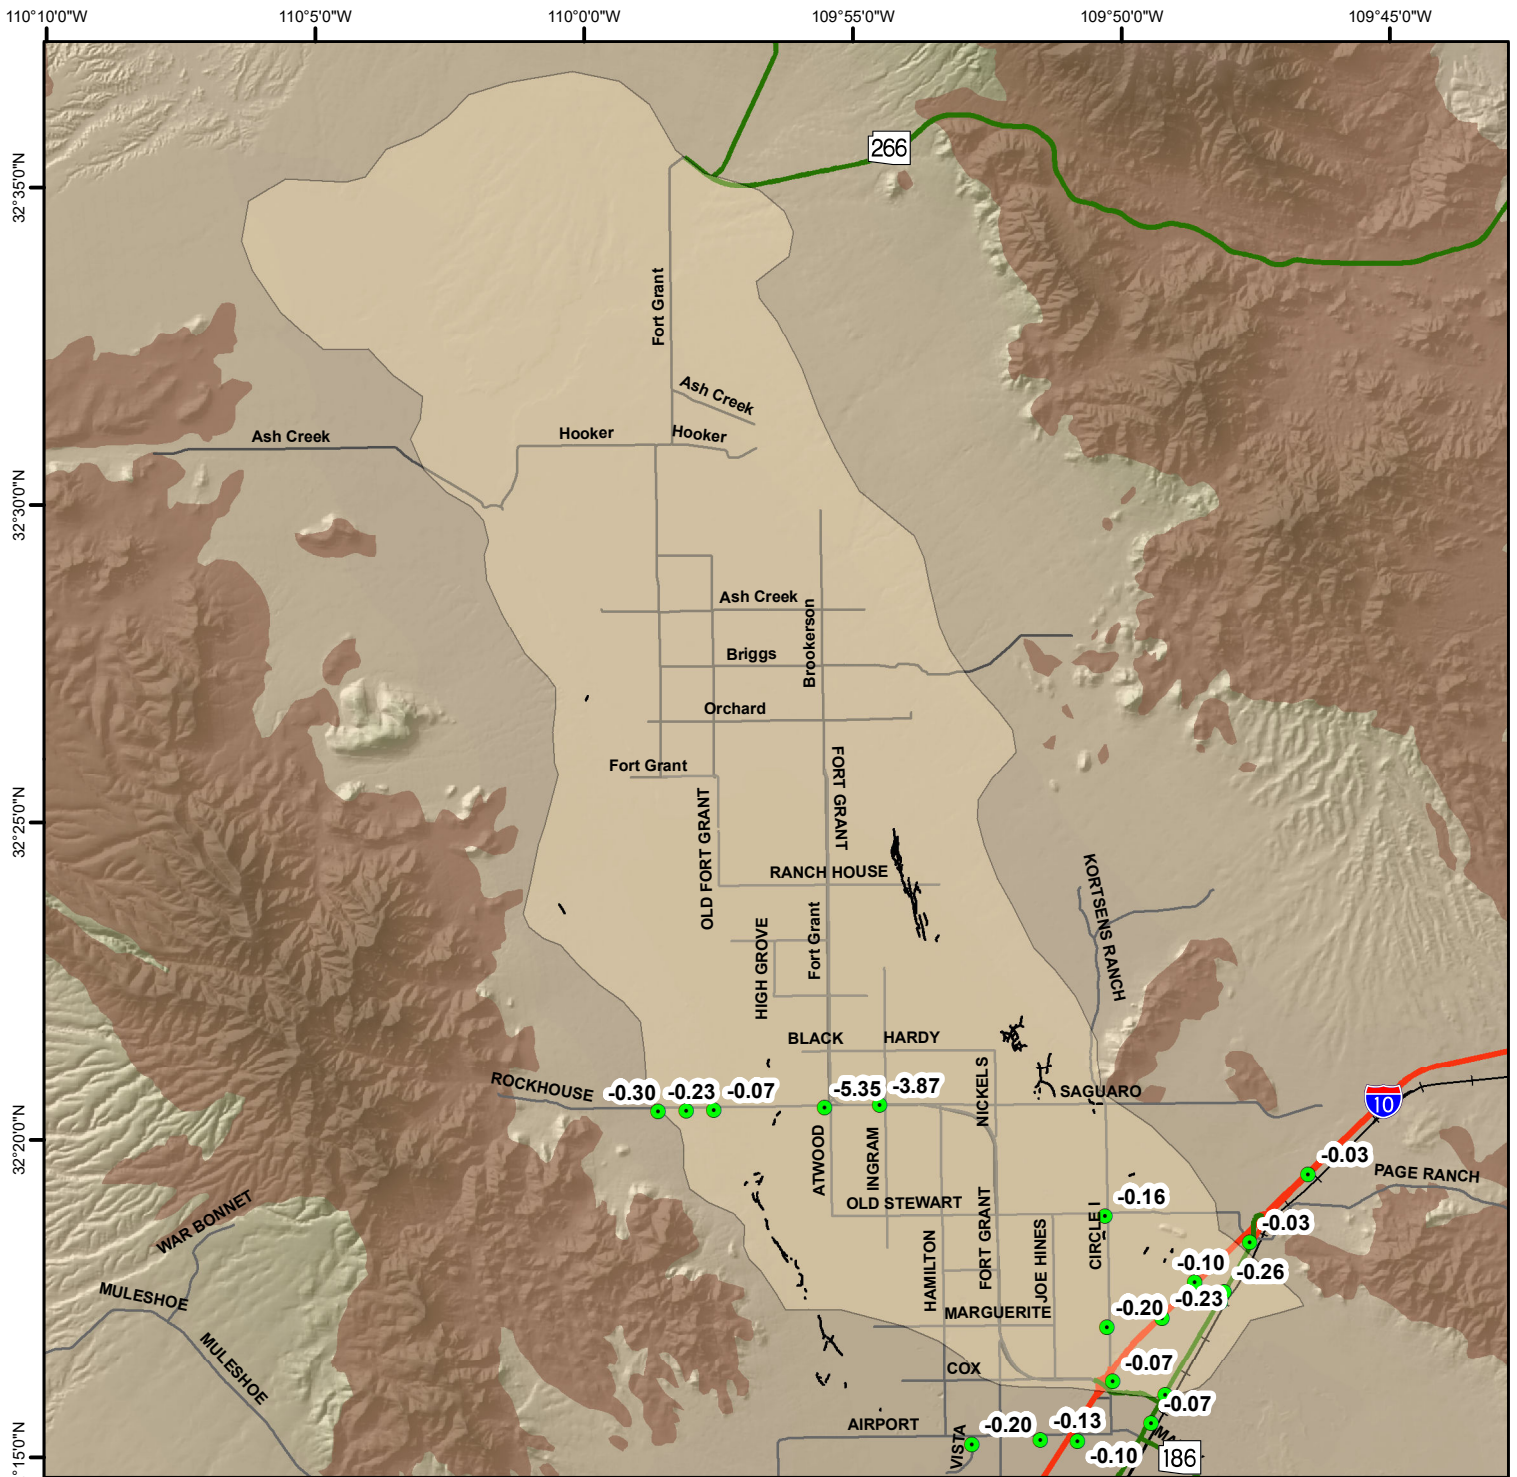 110°10'0"W
110°5'0"W
110°0'0"W
109°55'0"W
109°50'0"W
109°45'0"W
266
32°35'0"N
Fort Grant
Ash Creek
Ash Creek
Hooker
Hooker
32°30'0"N
Ash Creek
Brookerson
Briggs
Orchard
Fort Grant
FORT GRANT
OLD FORT GRANT
32°25'0"N
RANCH HOUSE
KORTSENS RANCH
Fort Grant
HIGH GROVE
BLACK
HARDY
NICKELS
ROCKHOUSE
-0.30
-0.23
-0.07
-5.35
-3.87
SAGUARO
10
32°20'0"N
ATWOOD
INGRAM
-0.03
PAGE RANCH
OLD STEWART
-0.16
WAR BONNET
HAMILTON
FORT GRANT
JOE HINES
CIRCLE I
-0.03
-0.10
-0.26
MULESHOE
-0.23
-0.20
MARGUERITE
MULESHOE
COX
-0.07
-0.07
AIRPORT
-0.20
-0.13
VISTA
-0.10
186
°15'0"N